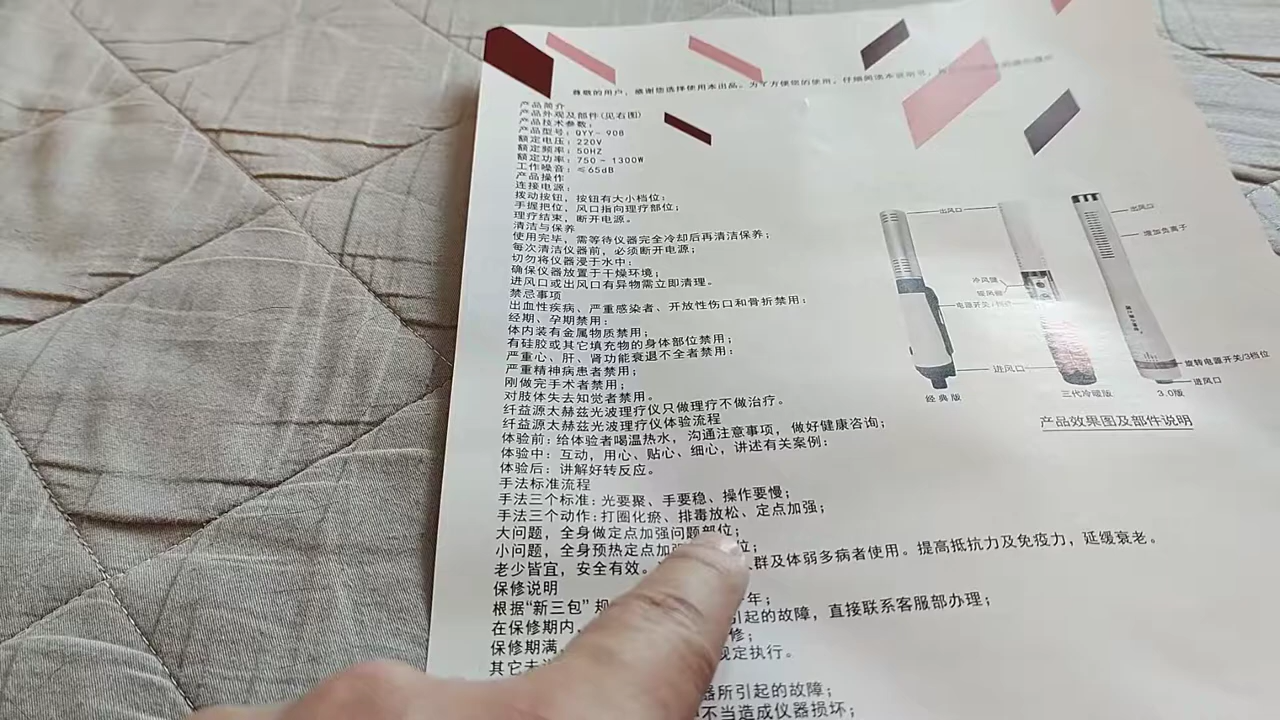 尊敬的用户，感谢您选择使用本出品。为了方便您的使用，仔细阅读本说明书，
产品简介
产品外观及部件(见右图)
产品技术参数：
产品型号：QYY-908
额定电压：220V
额定频率：50HZ
额定功率：750-1300W
工作噪音：≤65dB
产品操作
连接电源：
拨动按钮，按钮有大小档位：
手握把位，风口指向理疗部位；
理疗结束，断开电源。
清洁与保养
使用完毕，需等待仪器完全冷却后再清洁保养；
每次清洁仪器前，必须断开电源；
切勿将仪器浸于水中：
确保仪器放置于干燥环境；
进风口或出风口有异物需立即清理。
禁忌事项
出血性疾病、严重感染者、开放性伤口和骨折禁用：
经期、孕期禁用：
体内装有金属物质禁用；
有硅胶或其它填充物的身体部位禁用；
严重心、肝、肾功能衰退不全者禁用：
严重精神病患者禁用；
刚做完手术者禁用；
对肢体失去知觉者禁用。
纤益源太赫兹光波理疗仪只做理疗不做治疗。
纤益源太赫兹光波理疗仪体验流程
体验前：给体验者喝温热水，沟通注意事项，做好健康咨询；
体验中：互动，用心、贴心、细心，讲述有关案例；
体验后：讲解好转反应。
手法标准流程
手法三个标准：光要聚、手要稳、操作要慢；
手法三个动作：打圈化瘀、排毒放松、定点加强；
大问题，全身做定点加强问题部位；
小问题，全身预热定点加 位；
老少皆宜，安全有效。 群及体弱多病者使用。提高抵抗力及免疫力，延缓衰老。
保修说明
根据“新三包” 年；
在保修期内， 引起的故障，直接联系客服部办理；
保修期满 修；
其它未 规定执行。
器所引起的故障；
不当造成仪器损坏；
出风口
冷风键
暖风键
电源开关
进风口
经典版
三代冷暖版
出风口
增加负离子
旋转电源开关/3档位
进风口
3.0版
产品效果图及部件说明